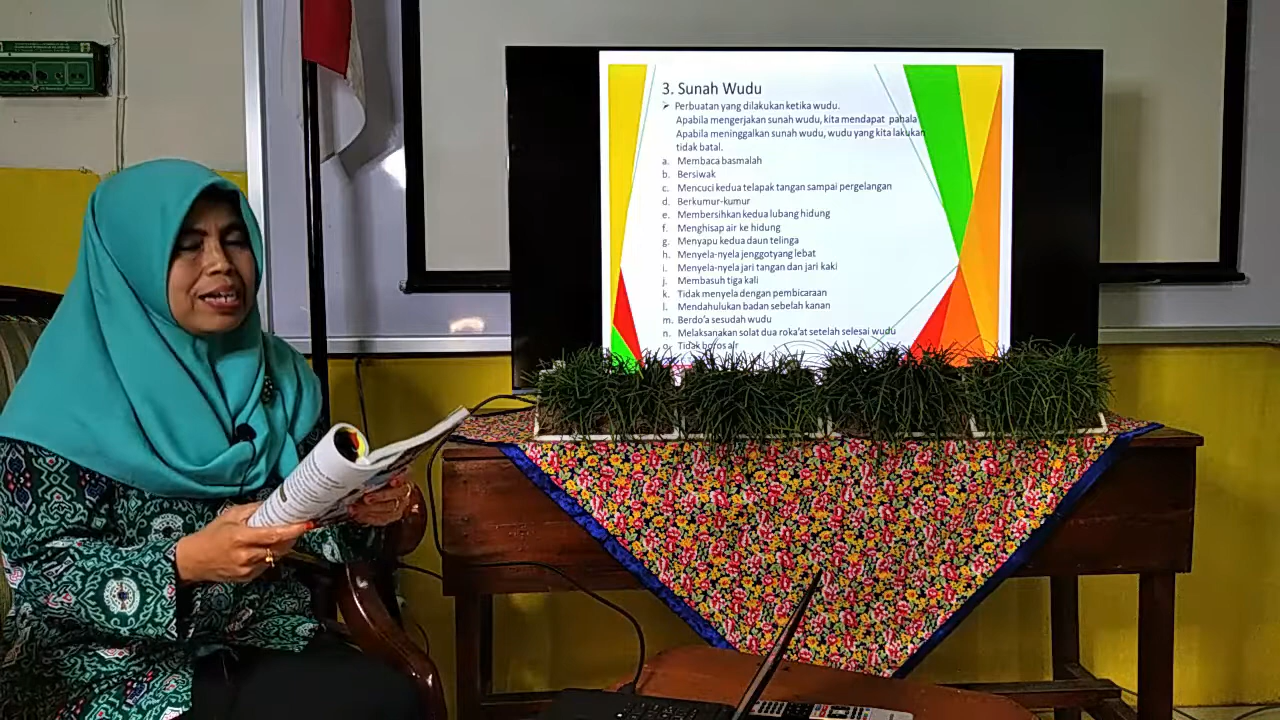 3. Sunah Wudu
➢ Perbuatan yang dilakukan ketika wudu.
Apabila mengerjakan sunah wudu, kita mendapat pahala
Apabila meninggalkan sunah wudu, wudu yang kita lakukan
tidak batal.
a. Membaca basmalah
b. Bersiwak
c. Mencuci kedua telapak tangan sampai pergelangan
d. Berkumur-kumur
e. Membersihkan kedua lubang hidung
f. Menghisap air ke hidung
g. Menyapu kedua daun telinga
h. Menyela-nyela jenggotyang lebat
i. Menyela-nyela jari tangan dan jari kaki
j. Membasuh tiga kali
k. Tidak menyela dengan pembicaraan
l. Mendahulukan badan sebelah kanan
m. Berdo'a sesudah wudu
n. Melaksanakan solat dua roka'at setelah selesai wudu
o. Tidak boros air